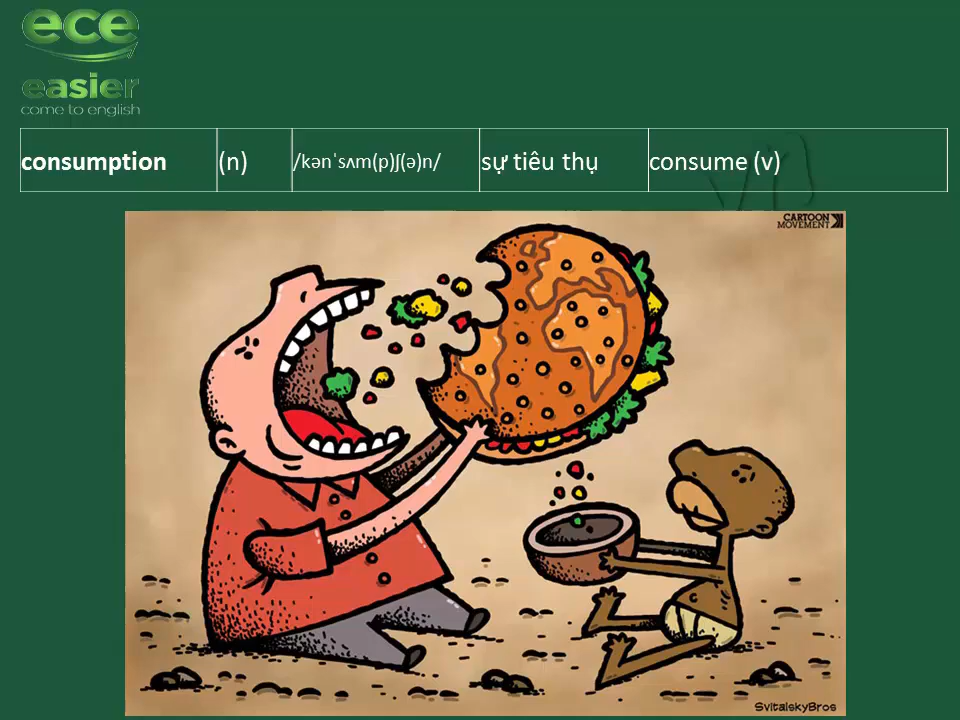 ece
easier
come to english
consumption (n) /kənˈsʌm(p)ʃ(ə)n/ sự tiêu thụ consume (v)
CARTOON
MOVEMENT
SvitalskyBros